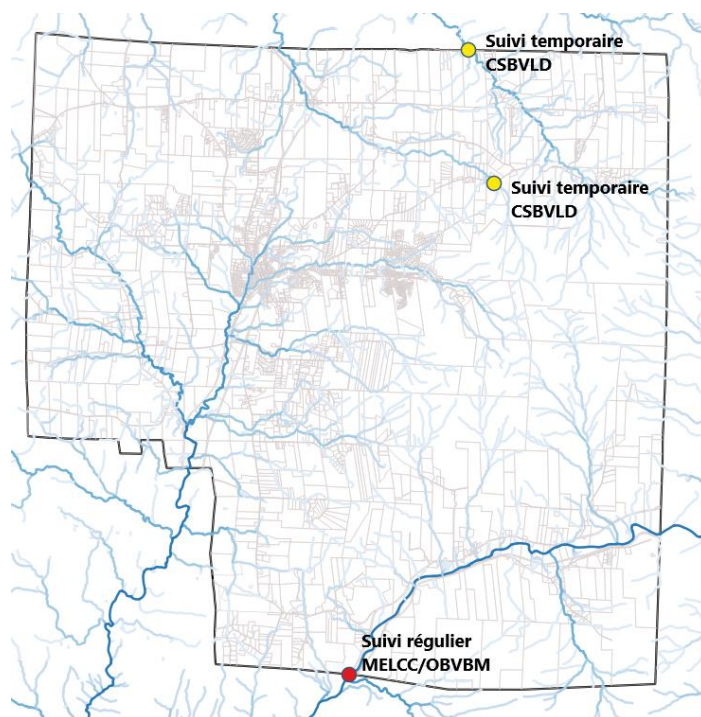 Suivi temporaire
CSBVLD
Suivi temporaire
CSBVLD
Suivi régulier
MELCC/OBVBM